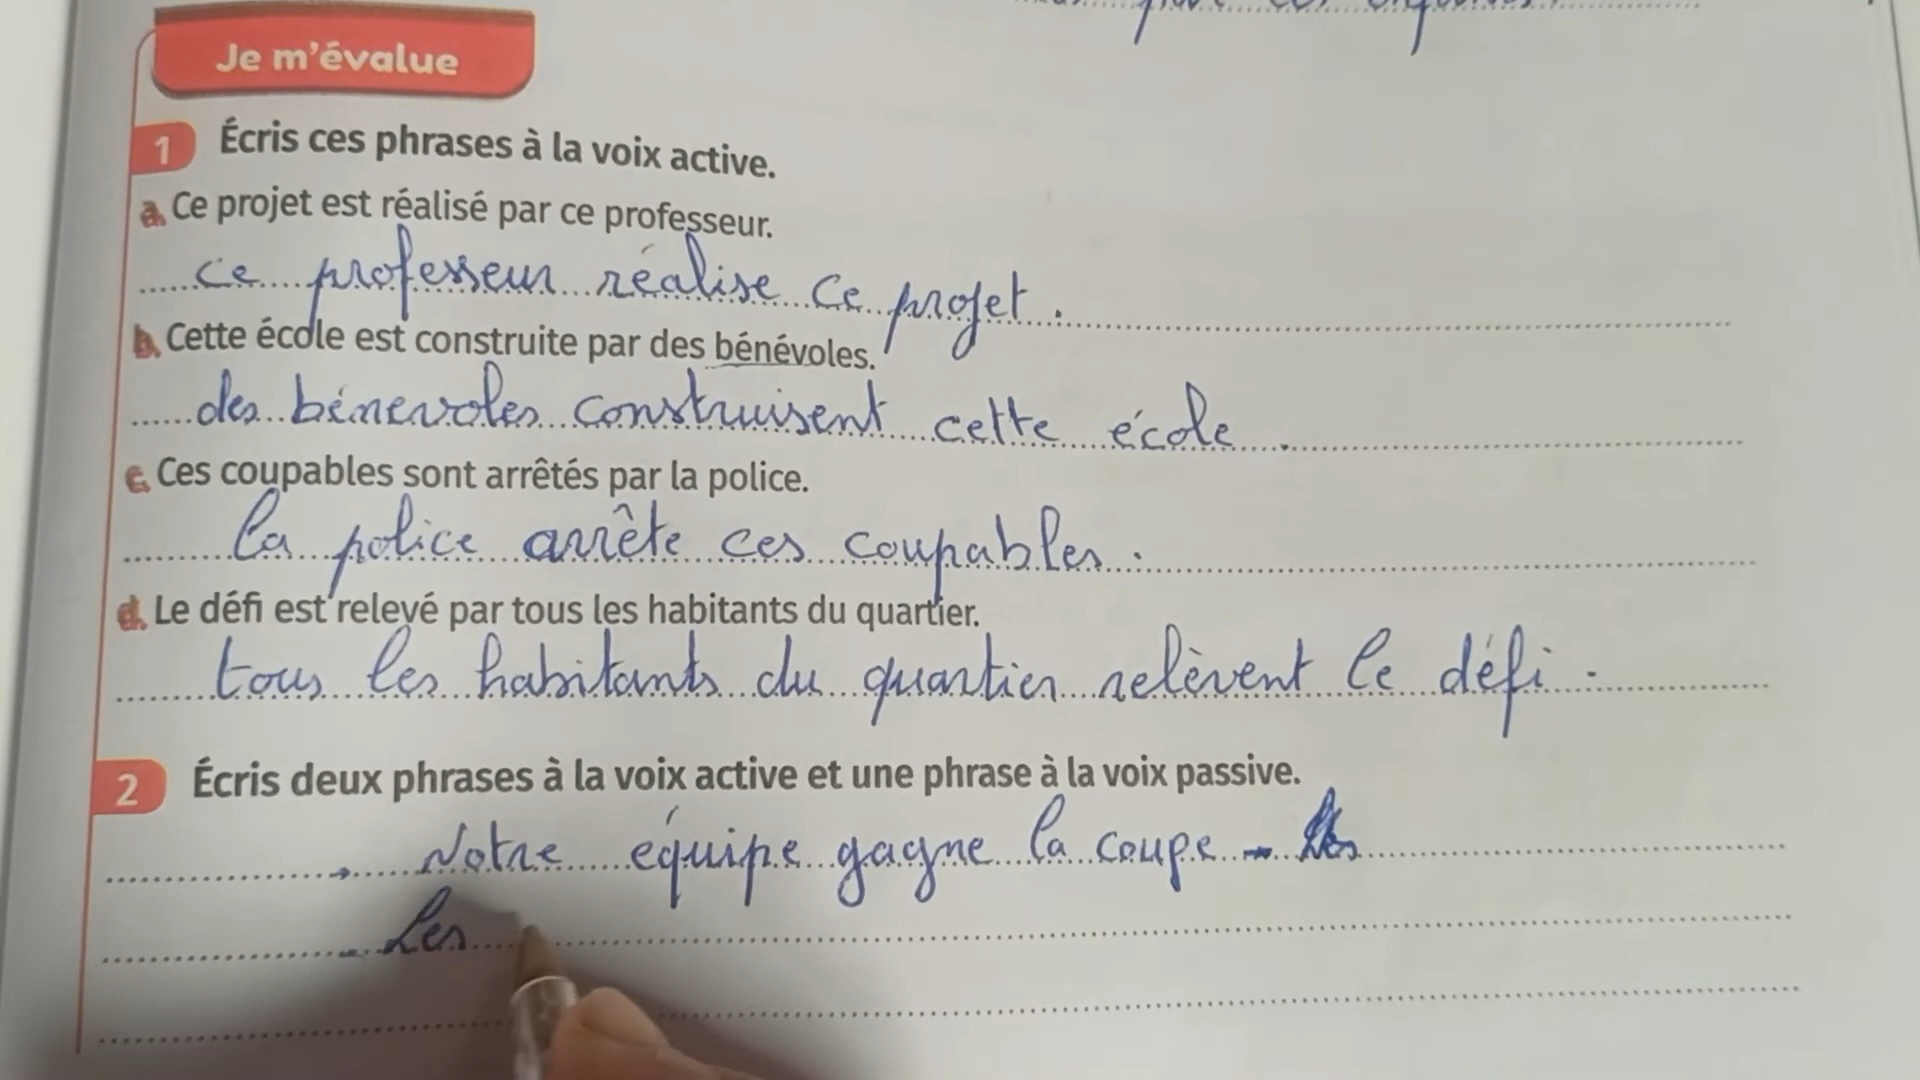 Je m'évalue
1 Écris ces phrases à la voix active.
a. Ce projet est réalisé par ce professeur.
ce professeur réalise ce projet.
b. Cette école est construite par des bénévoles.
des bénevoles construisent cette école.
c. Ces coupables sont arrêtés par la police.
la police arrête ces coupables.
d. Le défi est relevé par tous les habitants du quartier.
tous les habitants du quartier relèvent le défi.
2 Écris deux phrases à la voix active et une phrase à la voix passive.
Notre équipe gagne la coupe
Les